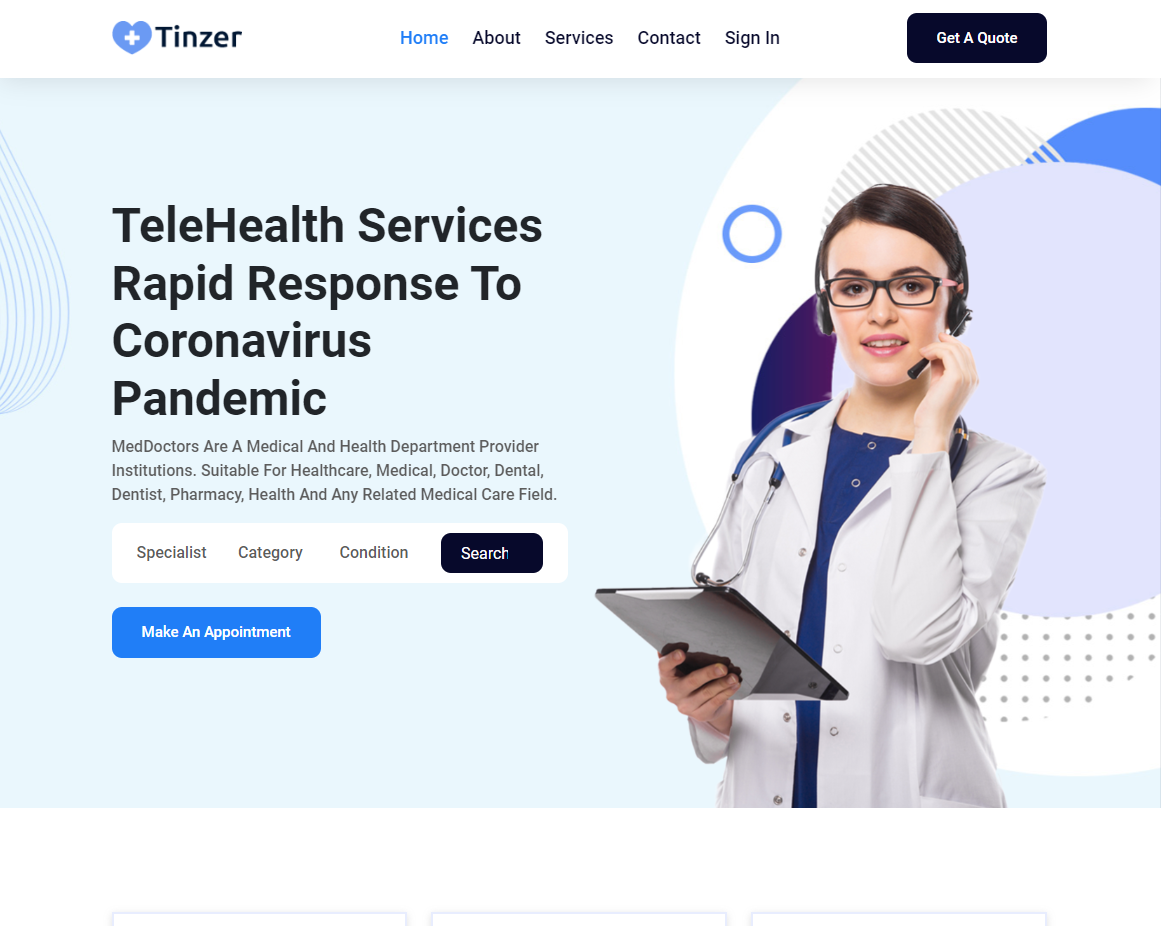 Tinzer
Home About Services Contact Sign In
Get A Quote
TeleHealth Services
Rapid Response To
Coronavirus
Pandemic
MedDoctors Are A Medical And Health Department Provider
Institutions. Suitable For Healthcare, Medical, Doctor, Dental,
Dentist, Pharmacy, Health And Any Related Medical Care Field.
Specialist Category Condition Search
Make An Appointment